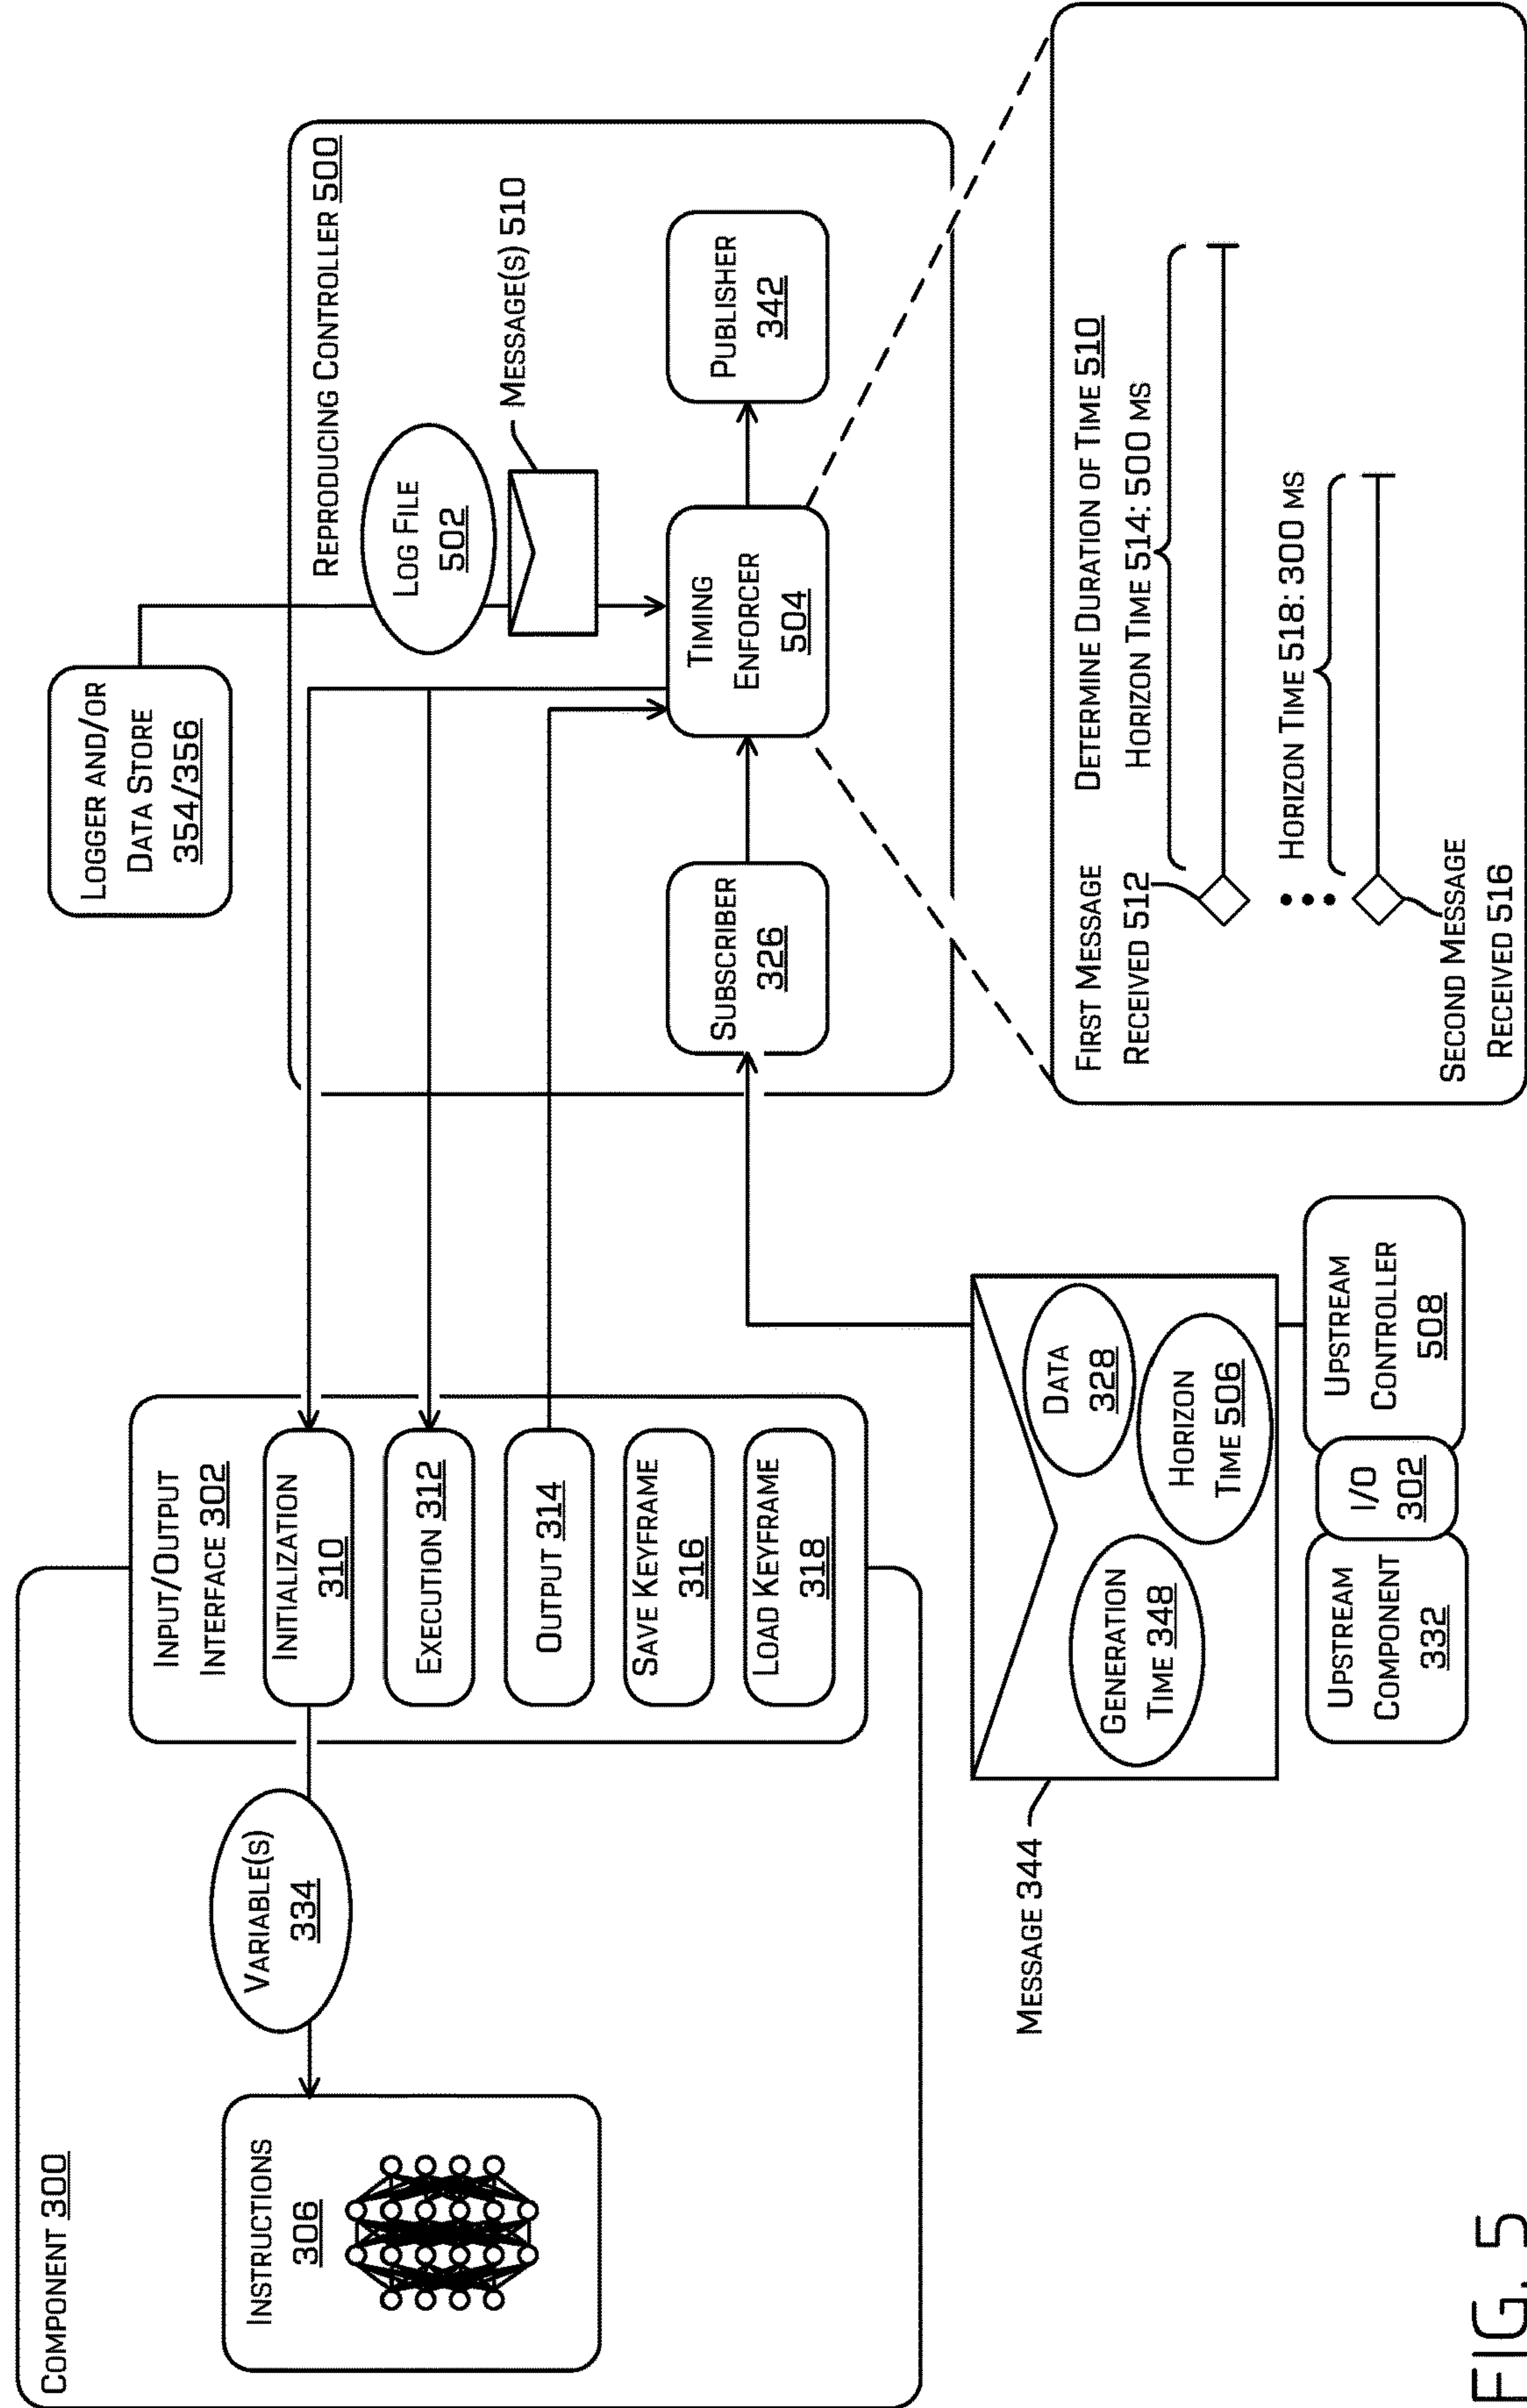 COMPONENT 300
INSTRUCTIONS
306
VARIABLE(S)
334
INPUT/OUTPUT
INTERFACE 302
INITIALIZATION
310
EXECUTION 312
OUTPUT 314
SAVE KEYFRAME
316
LOAD KEYFRAME
318
LOGGER AND/OR
DATA STORE
354/356
REPRODUCING CONTROLLER 500
LOG FILE
502
MESSAGE(S) 510
SUBSCRIBER
326
TIMING
ENFORCER
504
PUBLISHER
342
MESSAGE 344
GENERATION
TIME 348
DATA
328
HORIZON
TIME 506
UPSTREAM
COMPONENT
332
I/O
302
UPSTREAM
CONTROLLER
508
FIRST MESSAGE
RECEIVED 512
DETERMINE DURATION OF TIME 510
HORIZON TIME 514: 500 MS
HORIZON TIME 518: 300 MS
SECOND MESSAGE
RECEIVED 516
FIG. 5